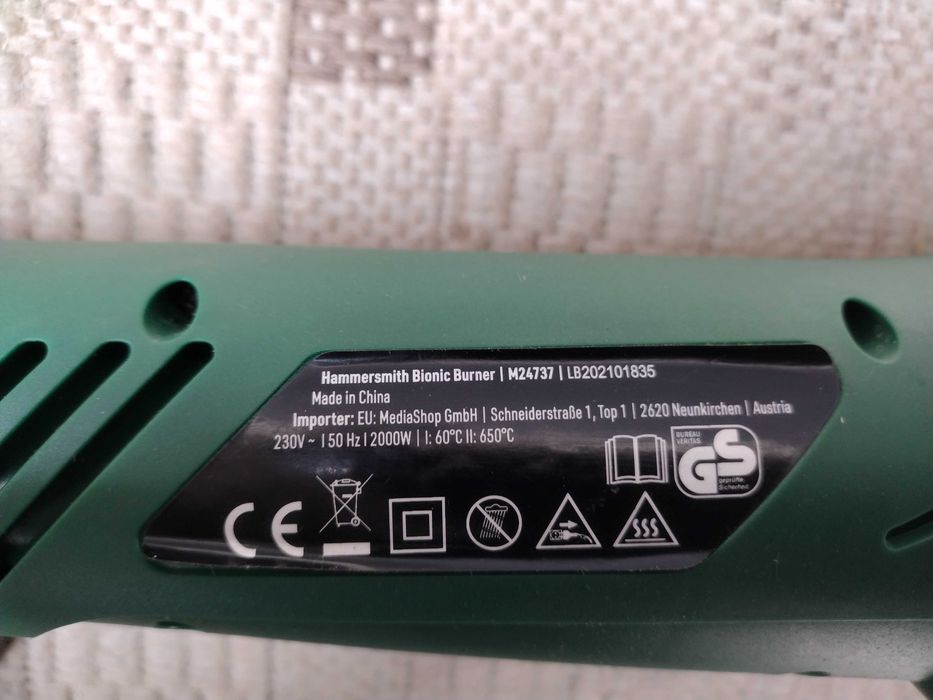 Hammersmith Bionic Burner | M24737 | LB202101835
Made in China
Importer: EU: MediaShop GmbH | Schneiderstraße 1, Top 1 | 2620 Neunkirchen | Austria
230V ~ I 50 Hz I 2000W | I: 60°C II: 650°C
BUREAU
VERITAS
GS
geprüfte
Sicherheit
CE